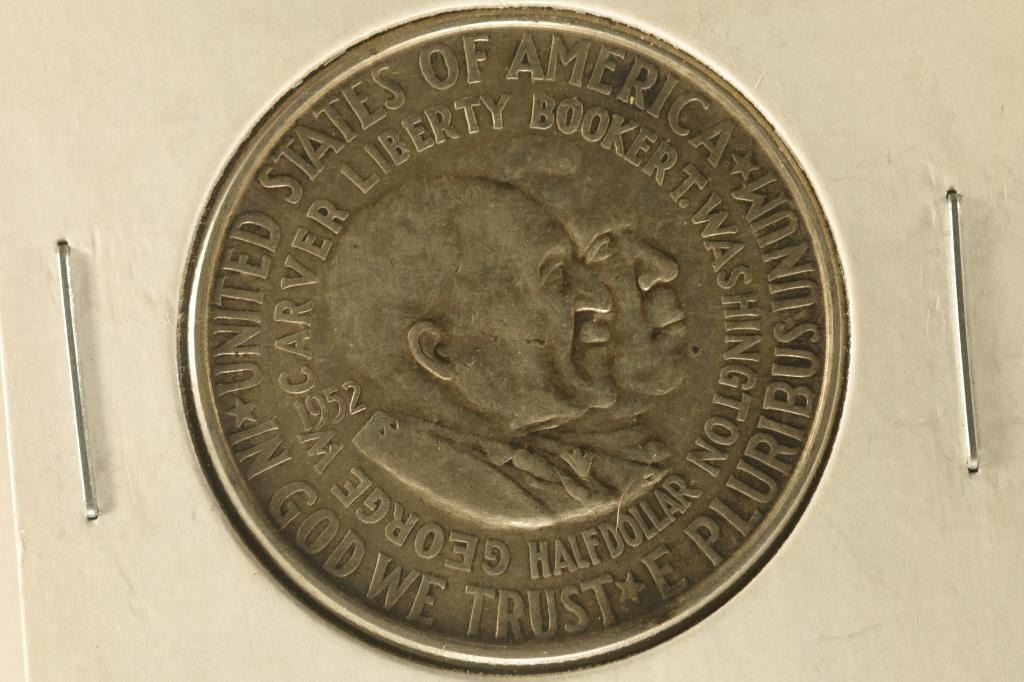 UNITED STATES OF AMERICA ★ E PLURIBUS UNUM ★ IN GOD WE TRUST ★
GEORGE W. CARVER LIBERTY BOOKER T. WASHINGTON
HALF DOLLAR
1952